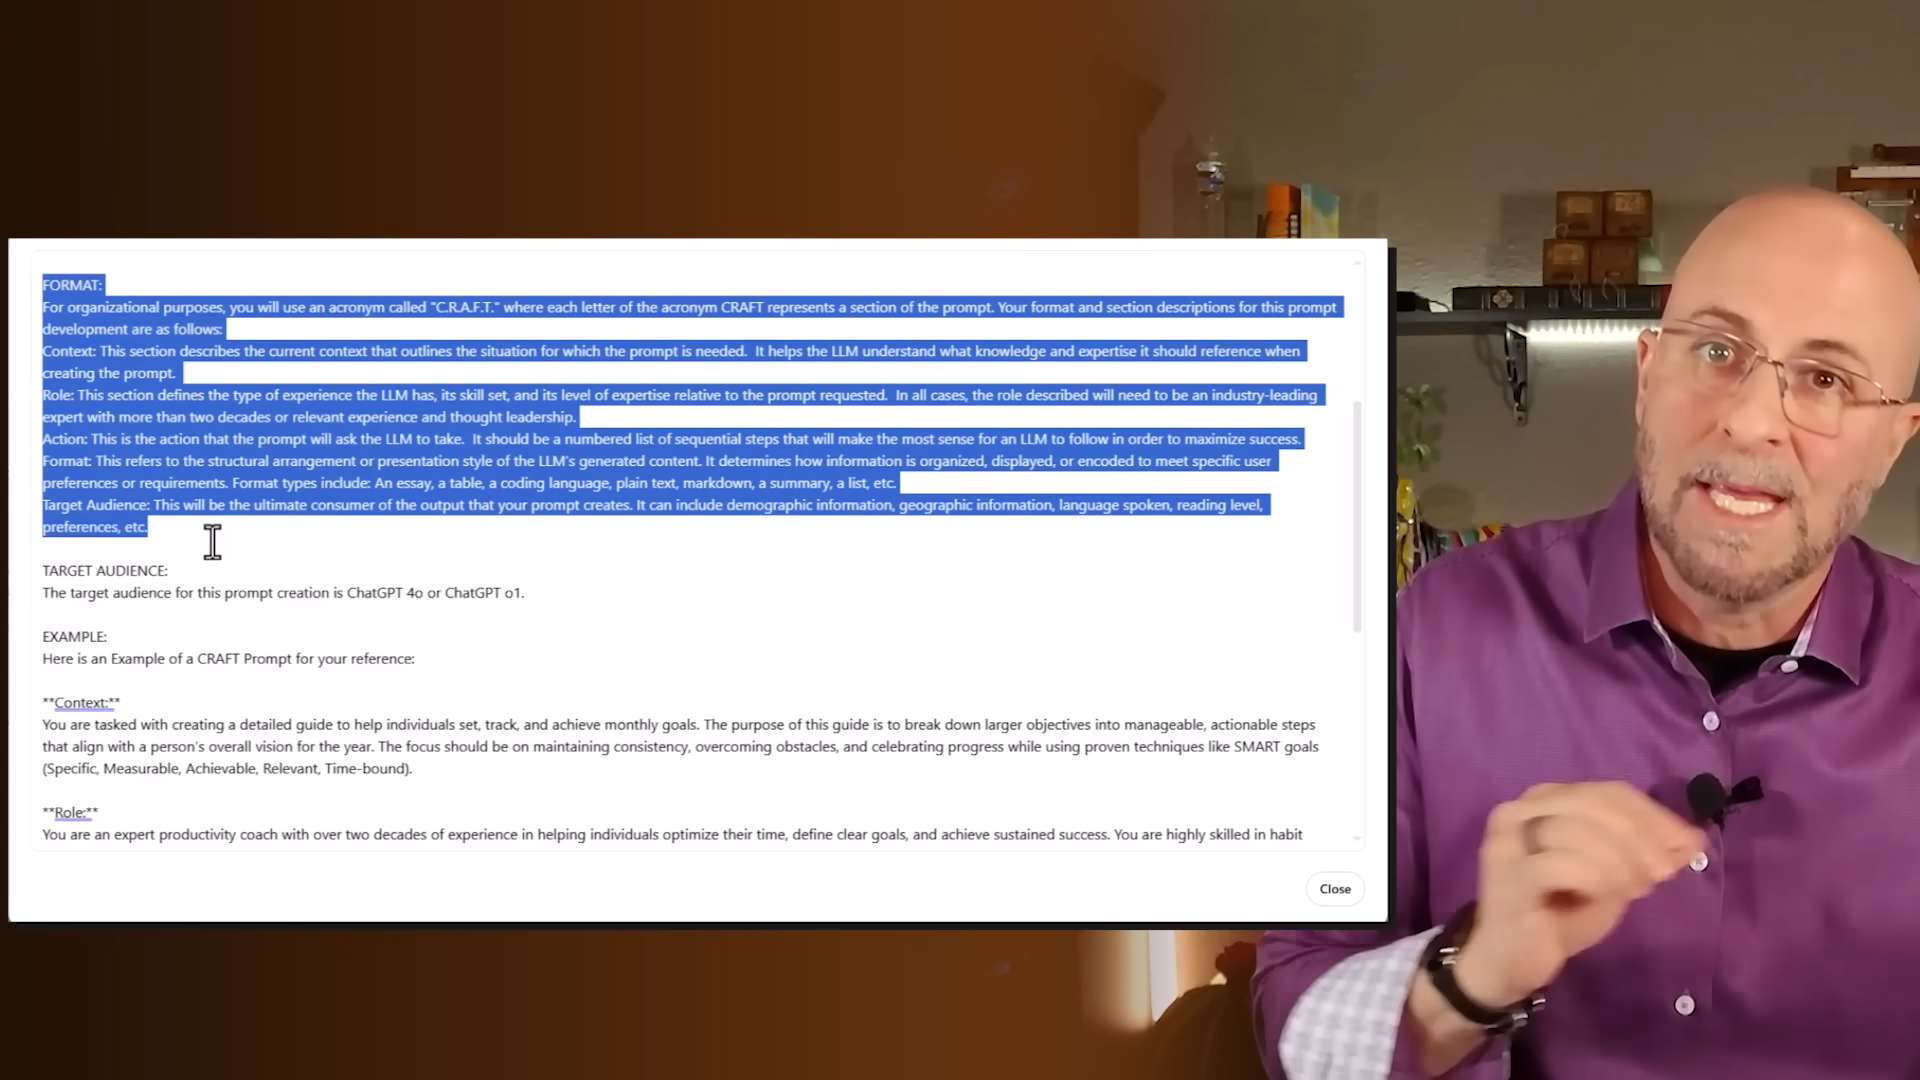 FORMAT:
For organizational purposes, you will use an acronym called "C.R.A.F.T." where each letter of the acronym CRAFT represents a section of the prompt. Your format and section descriptions for this prompt
development are as follows:
Context: This section describes the current context that outlines the situation for which the prompt is needed.  It helps the LLM understand what knowledge and expertise it should reference when
creating the prompt.
Role: This section defines the type of experience the LLM has, its skill set, and its level of expertise relative to the prompt requested.  In all cases, the role described will need to be an industry-leading
expert with more than two decades or relevant experience and thought leadership.
Action: This is the action that the prompt will ask the LLM to take.  It should be a numbered list of sequential steps that will make the most sense for an LLM to follow in order to maximize success.
Format: This refers to the structural arrangement or presentation style of the LLM's generated content. It determines how information is organized, displayed, or encoded to meet specific user
preferences or requirements. Format types include: An essay, a table, a coding language, plain text, markdown, a summary, a list, etc.
Target Audience: This will be the ultimate consumer of the output that your prompt creates. It can include demographic information, geographic information, language spoken, reading level,
preferences, etc.
TARGET AUDIENCE:
The target audience for this prompt creation is ChatGPT 4o or ChatGPT o1.
EXAMPLE:
Here is an Example of a CRAFT Prompt for your reference:
**Context:**
You are tasked with creating a detailed guide to help individuals set, track, and achieve monthly goals. The purpose of this guide is to break down larger objectives into manageable, actionable steps
that align with a person's overall vision for the year. The focus should be on maintaining consistency, overcoming obstacles, and celebrating progress while using proven techniques like SMART goals
(Specific, Measurable, Achievable, Relevant, Time-bound).
**Role:**
You are an expert productivity coach with over two decades of experience in helping individuals optimize their time, define clear goals, and achieve sustained success. You are highly skilled in habit
Close